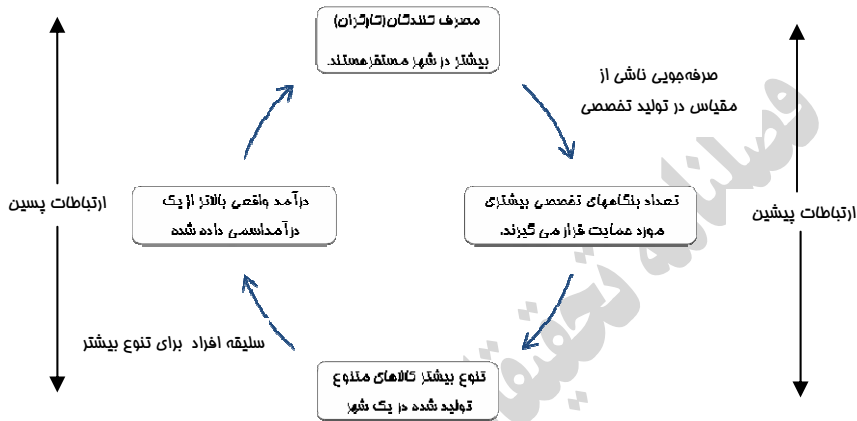 مصرف کنندگان(کارگران)
بیشتر در شهر مستقرهستند.
صرفه‌جویی ناشی از
مقیاس در تولید تخصصی
ارتباطات پیشین
تعداد بنگاههای تخصصی بیشتری
مورد حمایت قرار می گیرند.
تنوع بیشتر کالاهای متنوع
تولید شده در یک شهر
سلیقه افراد برای تنوع بیشتر
درآمد واقعی بالاتر از یک
درآمداسمی داده شده
ارتباطات پسین
فصلنامه تحقیقات